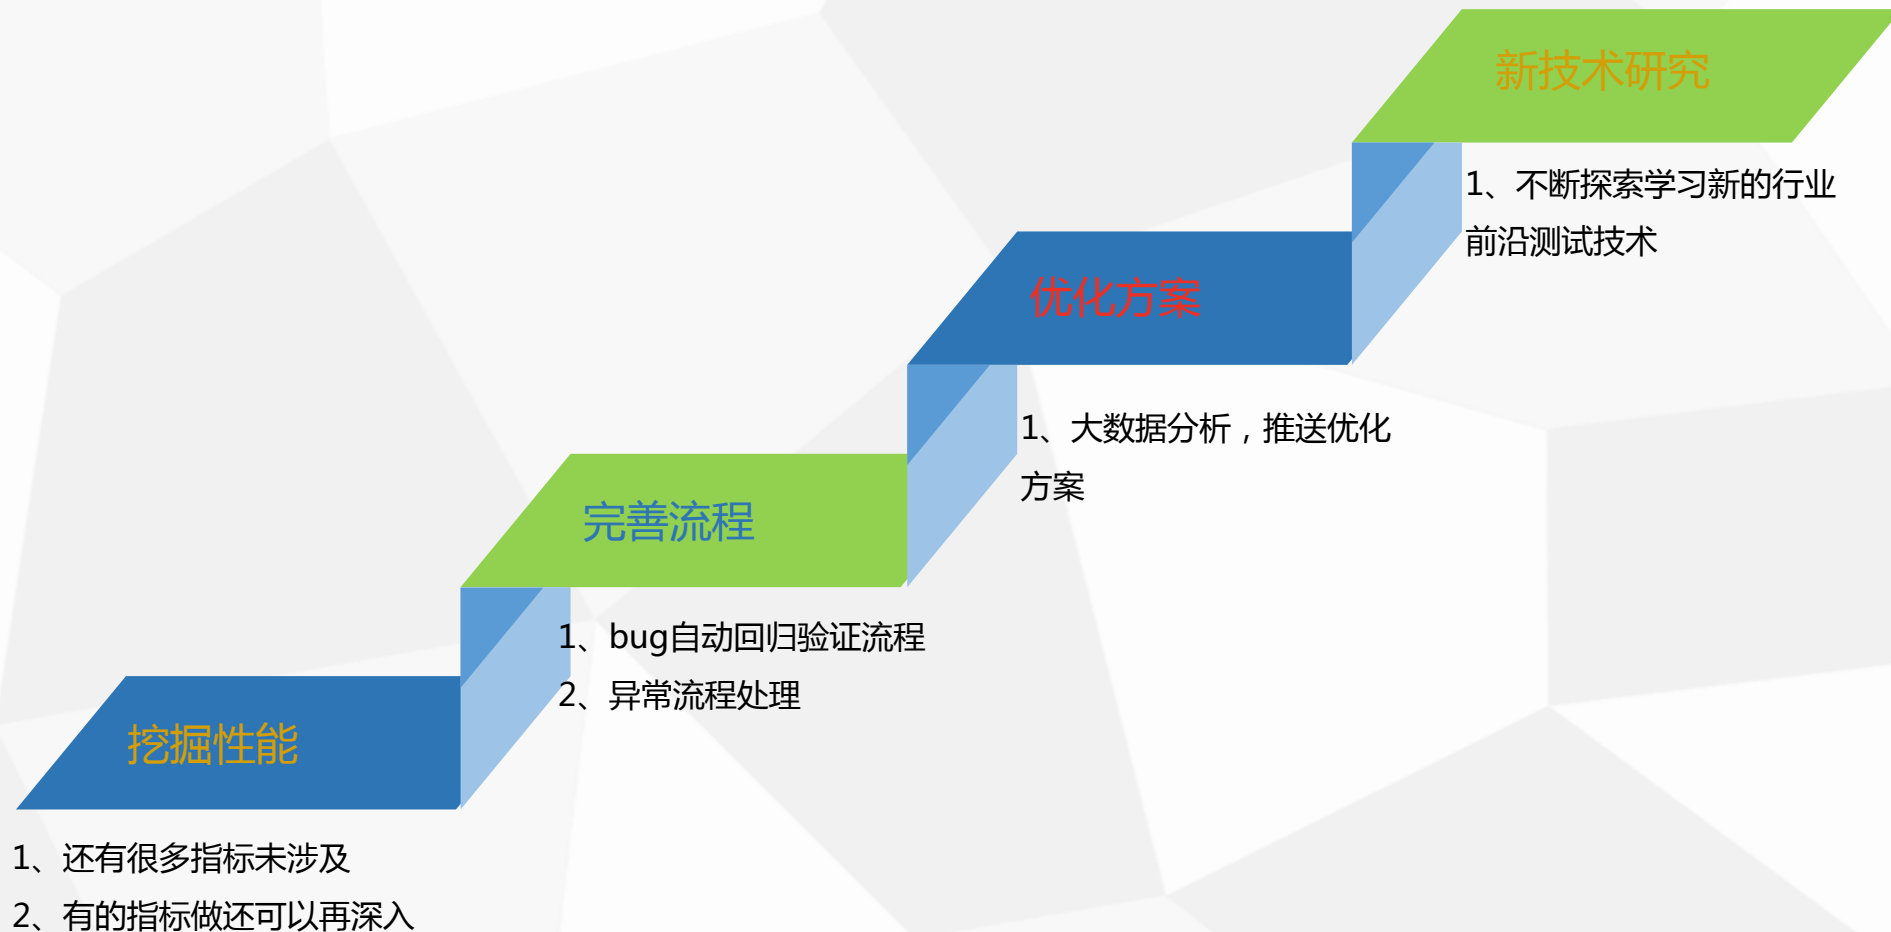 新技术研究
1、不断探索学习新的行业
前沿测试技术
优化方案
1、大数据分析，推送优化
方案
完善流程
1、bug自动回归验证流程
2、异常流程处理
挖掘性能
1、还有很多指标未涉及
2、有的指标做还可以再深入